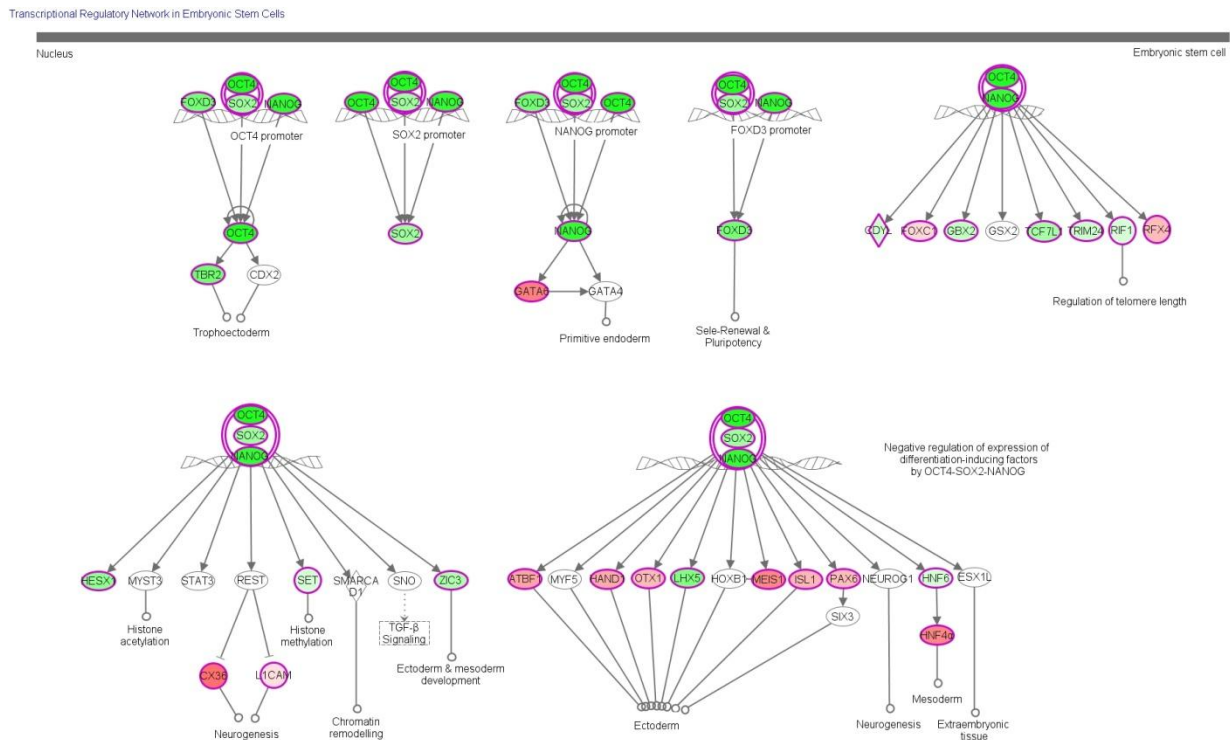 Transcriptional Regulatory Network in Embryonic Stem Cells
Nucleus
Embryonic stem cell
OCT4
FOXD3
SOX2
NANOG
OCT4 promoter
OCT4
TBR2
CDX2
Trophoectoderm
OCT4
OCT4
SOX2
NANOG
SOX2 promoter
SOX2
OCT4
FOXD3
SOX2
OCT4
NANOG promoter
NANOG
GATA6
GATA4
Primitive endoderm
OCT4
SOX2
NANOG
FOXD3 promoter
FOXD3
Sele-Renewal &
Pluripotency
OCT4
NANOG
CDYL
FOXC1
GBX2
GSX2
TCF7L1
TRIM24
RIF1
RFX4
Regulation of telomere length
OCT4
SOX2
NANOG
HESX1
MYST3
STAT3
REST
SET
SMARCA
D1
SNO
ZIC3
Histone
acetylation
Histone
methylation
TGF-β
Signaling
Ectoderm & mesoderm
development
CX36
L1CAM
Neurogenesis
Chromatin
remodelling
OCT4
SOX2
NANOG
Negative regulation of expression of
differentiation-inducing factors
by OCT4-SOX2-NANOG
ATBF1
MYF5
HAND1
OTX1
LHX5
HOXB1
MEIS1
ISL1
PAX6
NEUROG1
HNF6
ESX1L
SIX3
HNF4α
Mesoderm
Ectoderm
Neurogenesis
Extraembryonic
tissue